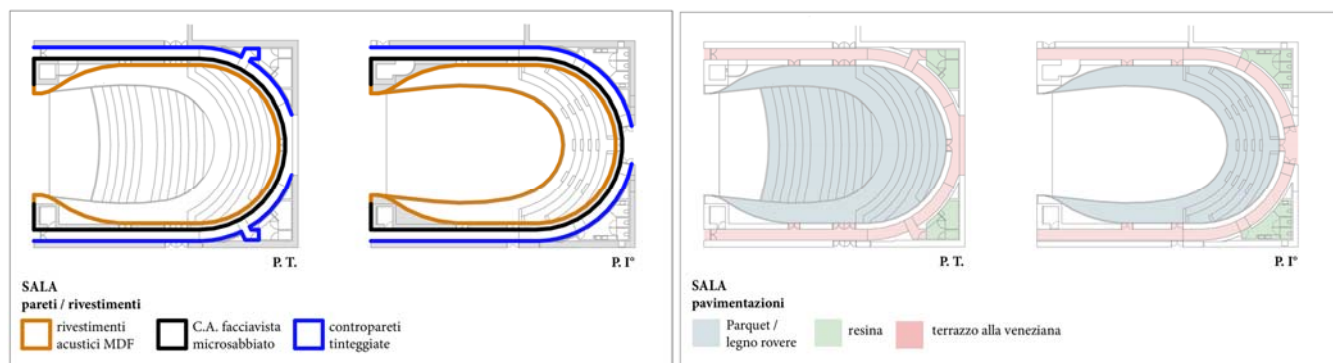 P. T.
P. I°
SALA
pareti / rivestimenti
rivestimenti
acustici MDF
C.A. facciavista
microsabbiato
contropareti
tinteggiate
K
K
P. T.
P. I°
SALA
pavimentazioni
Parquet /
legno rovere
resina
terrazzo alla veneziana